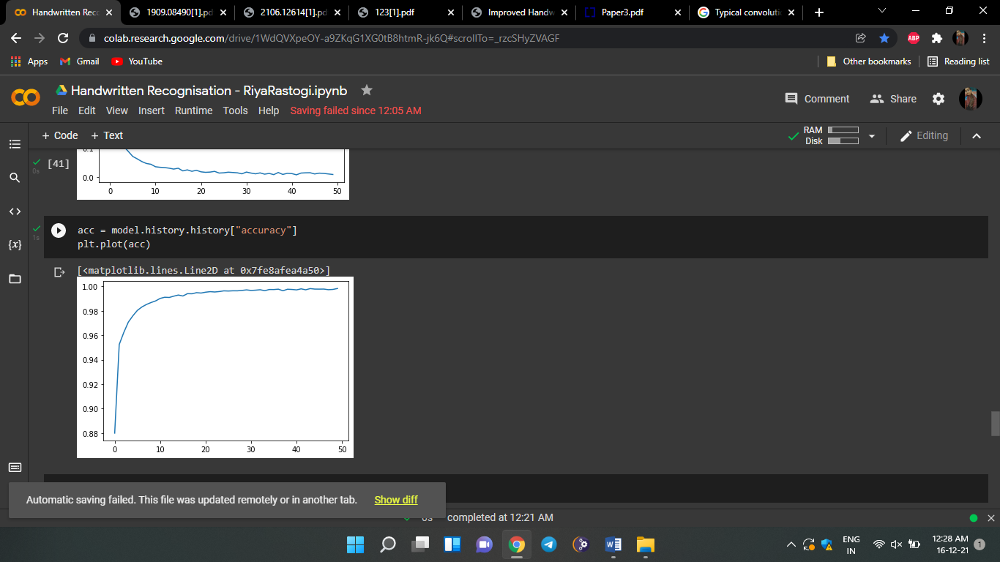 Handwritten Rec
1909.08490[1].pd
2106.12614[1].pd
123[1].pdf
Improved Handw
Paper3.pdf
Typical convoluti
colab.research.google.com/drive/1WdQVXpeOY-a9ZKqG1XG0tB8htmR-jk6Q#scrollTo=_rzcSHyZVAGF
ABP
Apps Gmail YouTube Other bookmarks Reading list
Handwritten Recognisation - RiyaRastogi.ipynb
File Edit View Insert Runtime Tools Help Saving failed since 12:05 AM
Comment Share
+ Code + Text
RAM
Disk
Editing
[41]
0s
0.1
0.0
0 10 20 30 40 50
1s
acc = model.history.history["accuracy"]
plt.plot(acc)
{x}
[<matplotlib.lines.Line2D at 0x7fe8afea4a50>]
1.00
0.98
0.96
0.94
0.92
0.90
0.88
0 10 20 30 40 50
Automatic saving failed. This file was updated remotely or in another tab. Show diff
0s completed at 12:21 AM
ENG
IN
12:28 AM
16-12-21
1